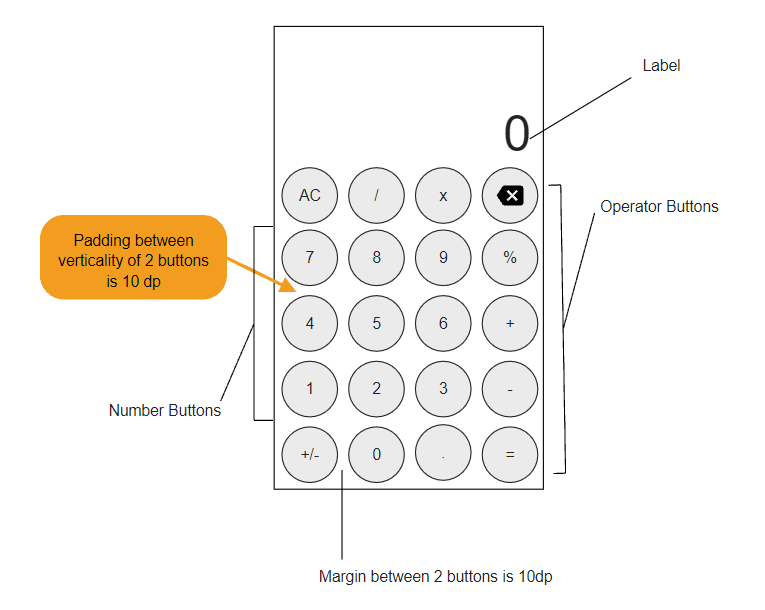 Label
0
AC / x
Operator Buttons
7 8 9 %
Padding between
verticality of 2 buttons
is 10 dp
4 5 6 +
1 2 3 -
Number Buttons
+/- 0 . =
Margin between 2 buttons is 10dp